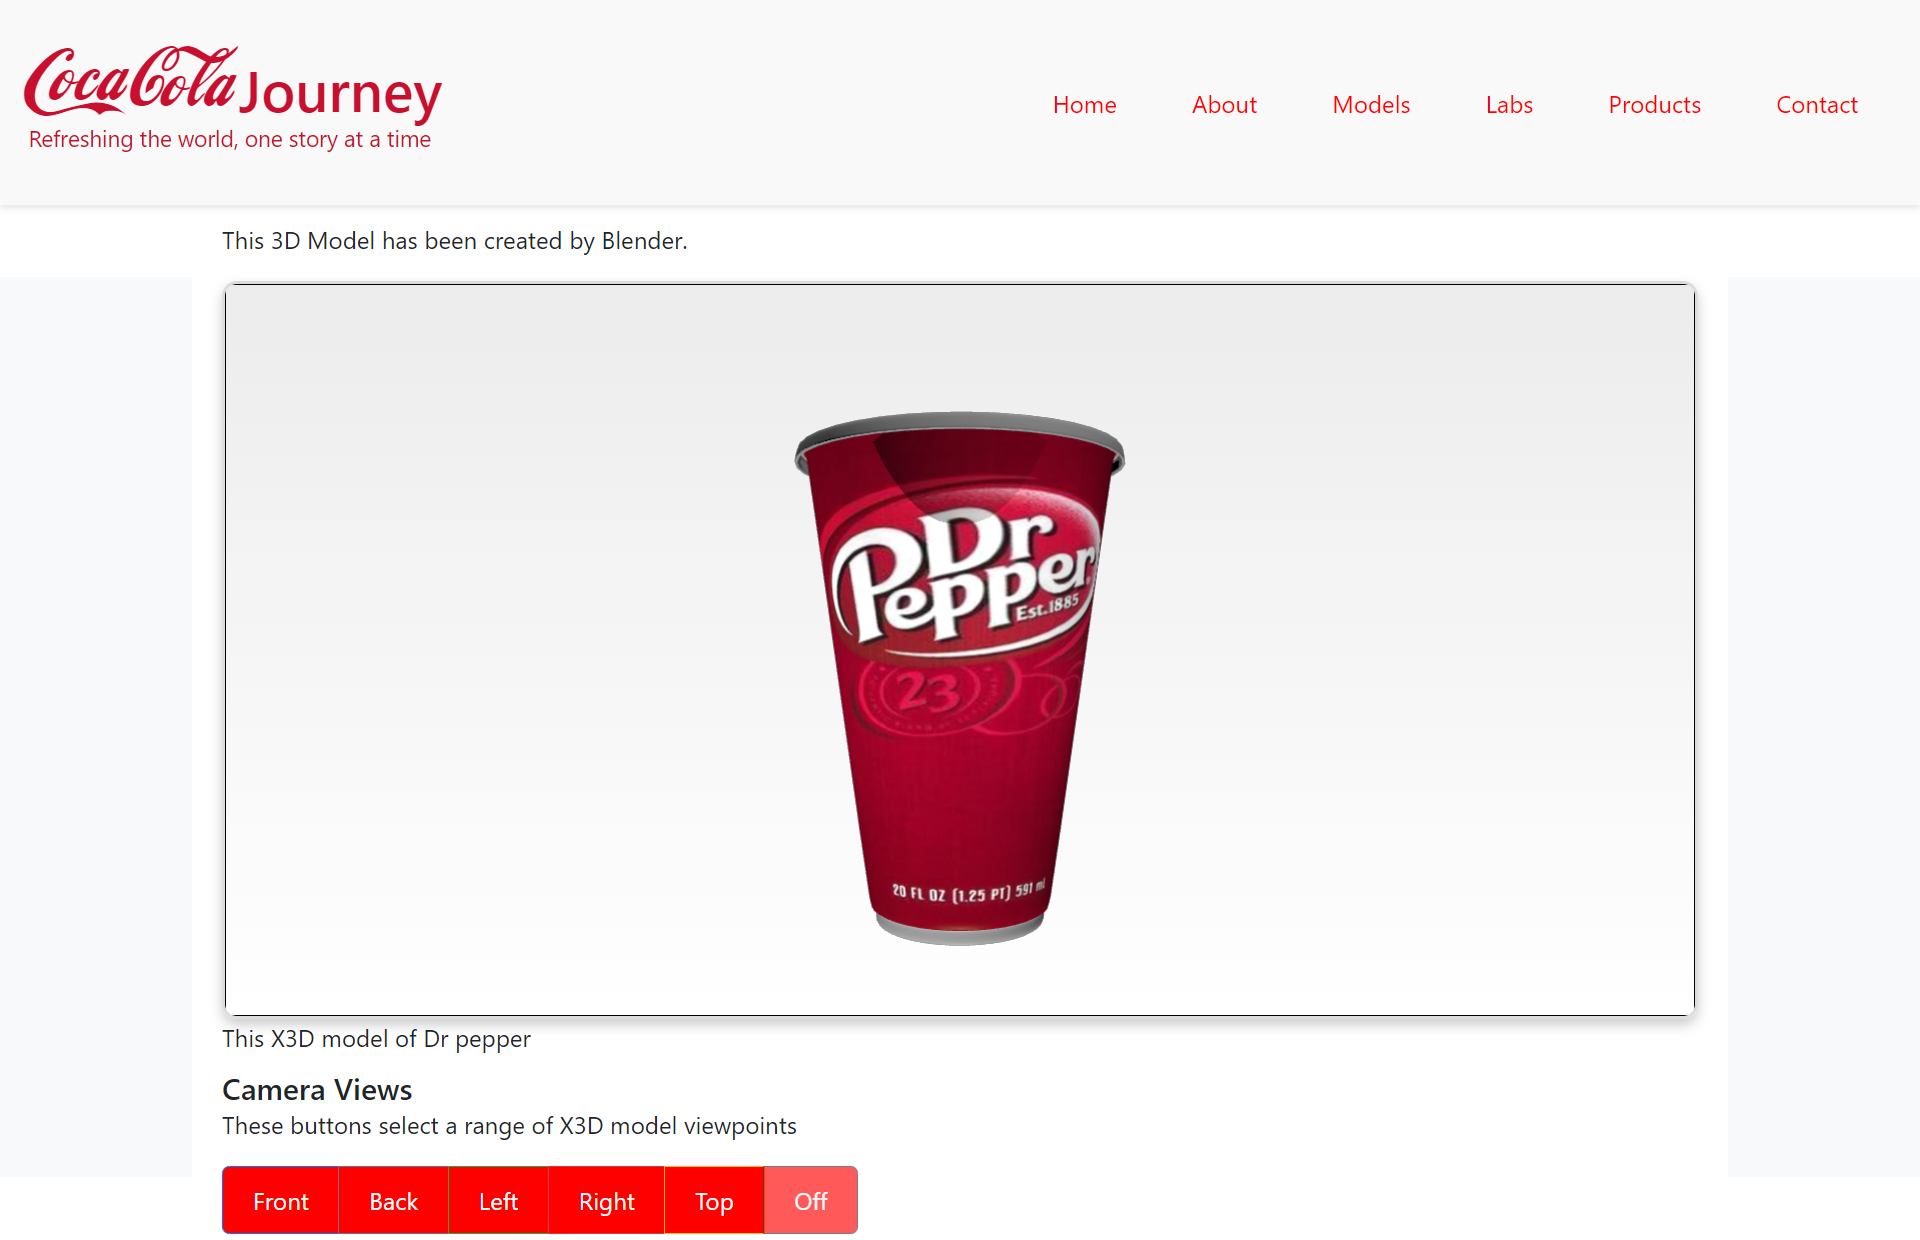 Coca Cola Journey
Refreshing the world, one story at a time
Home About Models Labs Products Contact
This 3D Model has been created by Blender.
Dr
Pepper
Est.1885
23
20 FL OZ (1.25 PT) 591 ml
This X3D model of Dr pepper
Camera Views
These buttons select a range of X3D model viewpoints
Front Back Left Right Top Off